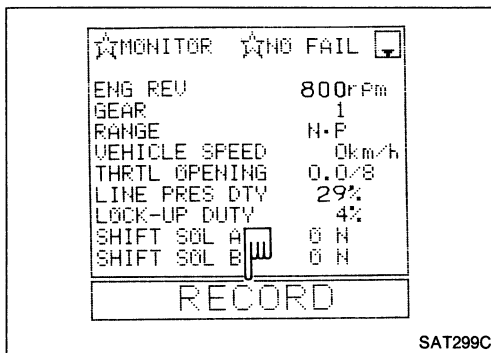 ☆MONITOR ☆NO FAIL
ENG REV 800rpm
GEAR 1
RANGE N·P
VEHICLE SPEED 0km/h
THRTL OPENING 0.0/8
LINE PRES DTY 29%
LOCK-UP DUTY 4%
SHIFT SOL A ON
SHIFT SOL B ON
RECORD
SAT299C